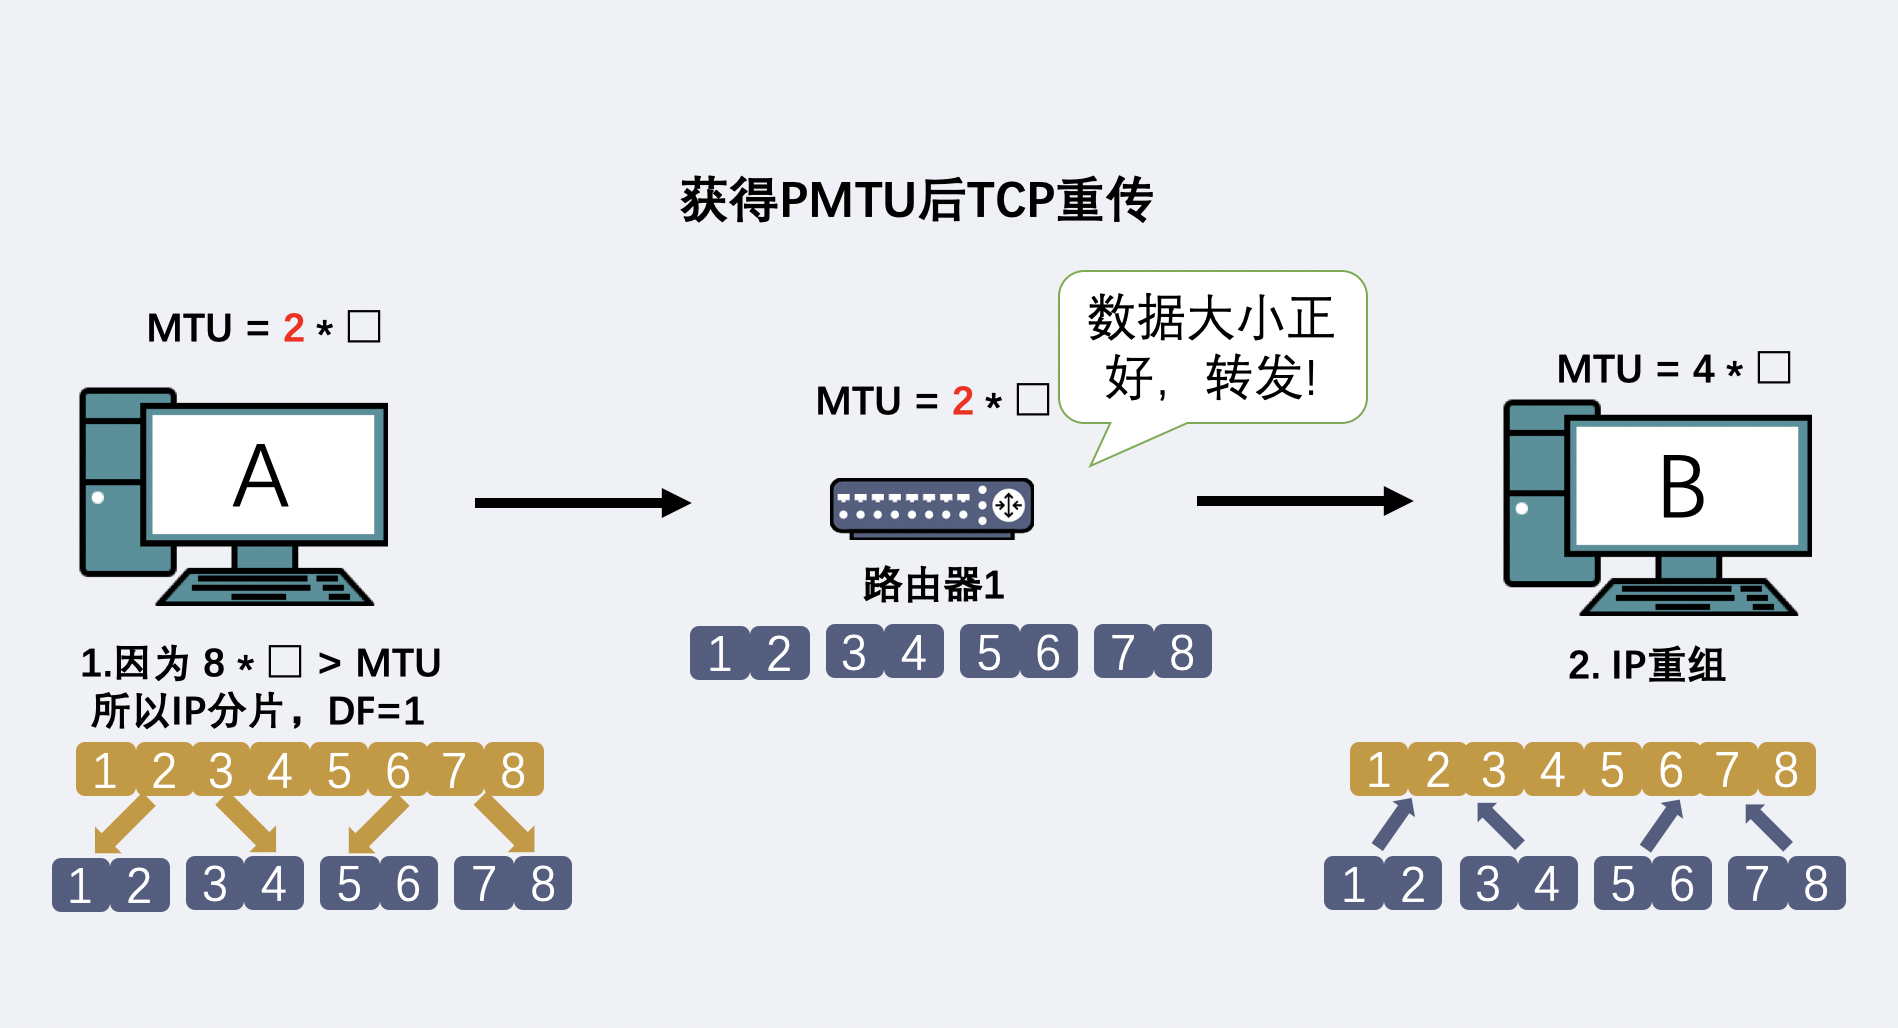 获得PMTU后TCP重传
MTU = 2 * □
MTU = 2 * □
数据大小正
好，转发!
MTU = 4 * □
A
B
路由器1
1 2 3 4 5 6 7 8
1.因为 8 * □ > MTU
所以IP分片，DF=1
1 2 3 4 5 6 7 8
1 2 3 4 5 6 7 8
2. IP重组
1 2 3 4 5 6 7 8
1 2 3 4 5 6 7 8